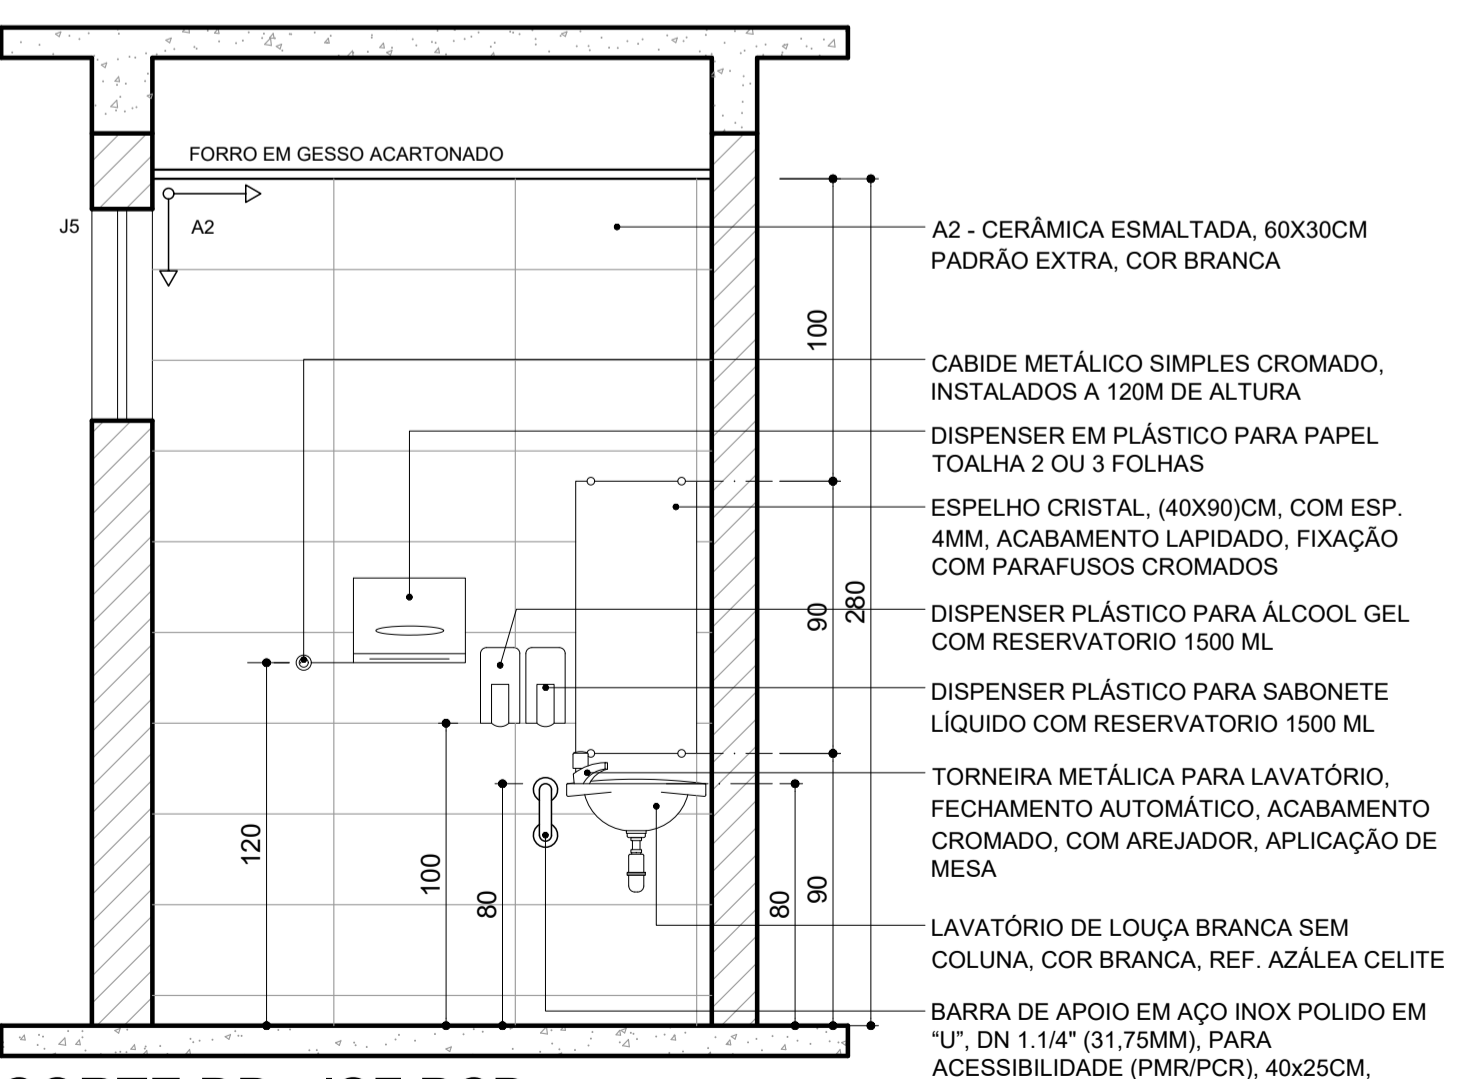 FORRO EM GESSO ACARTONADO
J5
A2
A2 - CERÂMICA ESMALTADA, 60X30CM
PADRÃO EXTRA, COR BRANCA
100
CABIDE METÁLICO SIMPLES CROMADO,
INSTALADOS A 120M DE ALTURA
DISPENSER EM PLÁSTICO PARA PAPEL
TOALHA 2 OU 3 FOLHAS
ESPELHO CRISTAL, (40X90)CM, COM ESP.
4MM, ACABAMENTO LAPIDADO, FIXAÇÃO
COM PARAFUSOS CROMADOS
90
280
DISPENSER PLÁSTICO PARA ÁLCOOL GEL
COM RESERVATORIO 1500 ML
DISPENSER PLÁSTICO PARA SABONETE
LÍQUIDO COM RESERVATORIO 1500 ML
TORNEIRA METÁLICA PARA LAVATÓRIO,
FECHAMENTO AUTOMÁTICO, ACABAMENTO
CROMADO, COM AREJADOR, APLICAÇÃO DE
MESA
120
100
80
80
90
LAVATÓRIO DE LOUÇA BRANCA SEM
COLUNA, COR BRANCA, REF. AZÁLEA CELITE
BARRA DE APOIO EM AÇO INOX POLIDO EM
“U”, DN 1.1/4" (31,75MM), PARA
ACESSIBILIDADE (PMR/PCR), 40x25CM,